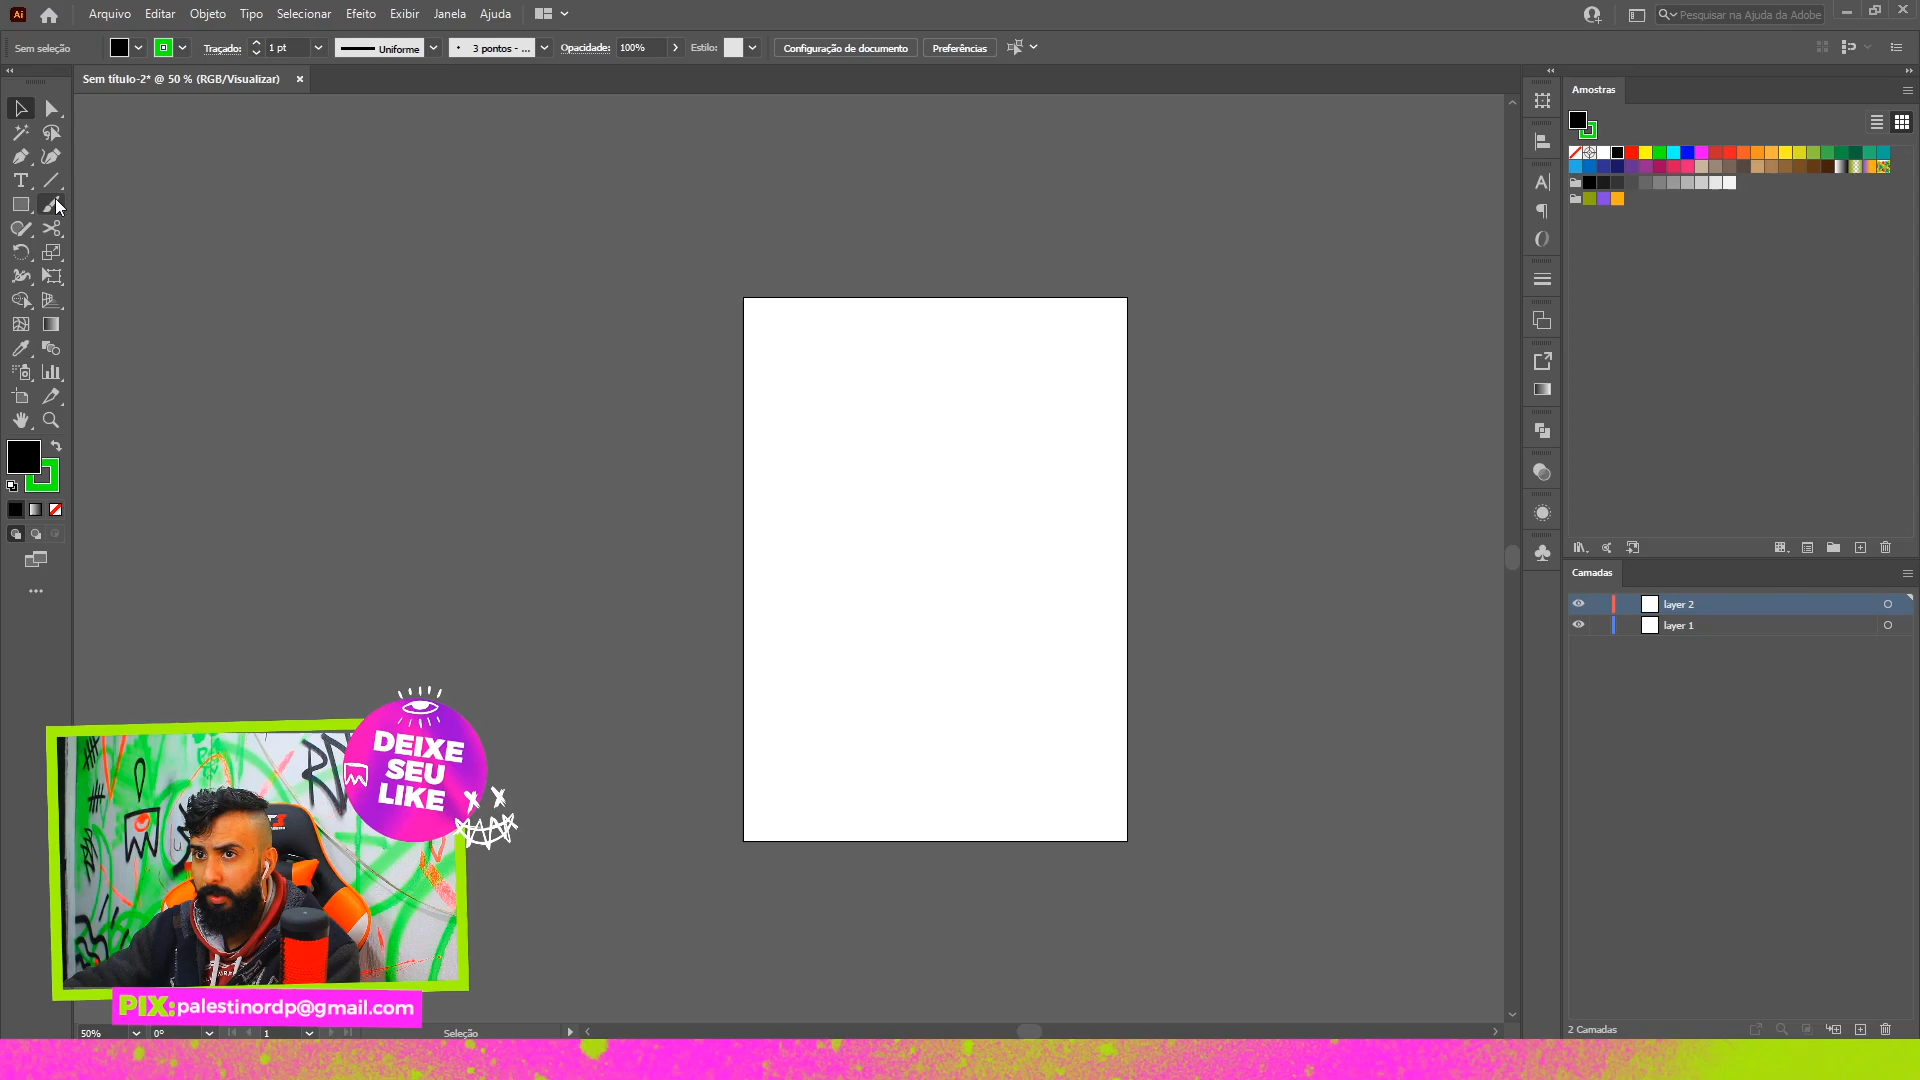 Ai Arquivo Editar Objeto Tipo Selecionar Efeito Exibir Janela Ajuda Pesquisar na Ajuda da Adobe
Sem seleção Traçado: 1 pt Uniforme 3 pontos - ... Opacidade: 100% Estilo: Configuração de documento Preferências
Sem título-2* @ 50 % (RGB/Visualizar) ×
Amostras
Camadas
layer 2
layer 1
DEIXE
SEU
LIKE
PIX:palestinordp@gmail.com
50% 0° 1 Seleção
2 Camadas